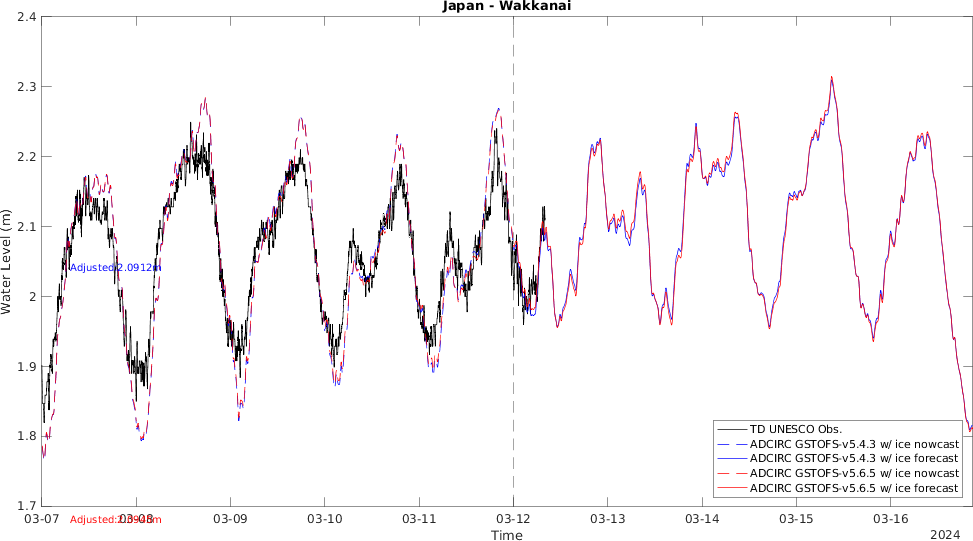 Japan - Wakkanai
2.4
2.3
2.2
2.1
2
1.9
1.8
1.7
Water Level (m)
Adjusted:2.0912m
TD UNESCO Obs.
ADCIRC GSTOFS-v5.4.3 w/ ice nowcast
ADCIRC GSTOFS-v5.4.3 w/ ice forecast
ADCIRC GSTOFS-v5.6.5 w/ ice nowcast
ADCIRC GSTOFS-v5.6.5 w/ ice forecast
03-07 03-08 03-09 03-10 03-11 03-12 03-13 03-14 03-15 03-16
Time
2024